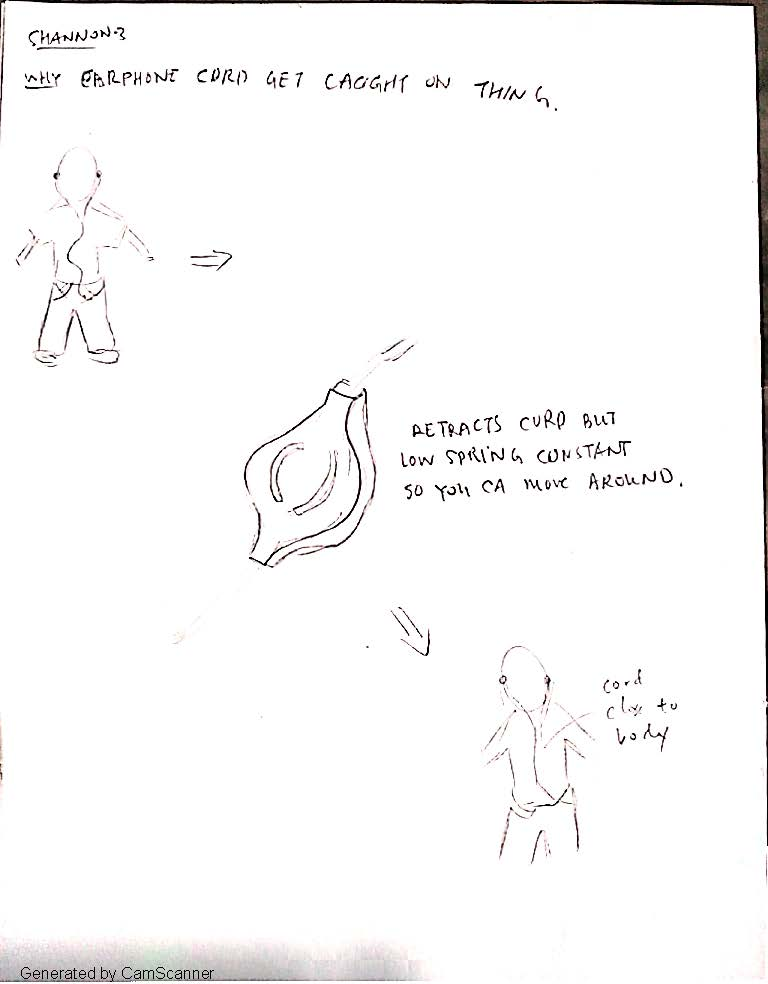 SHANNON-3
WHY EARPHONE CORD GET CAUGHT ON THING.
RETRACTS CORD BUT
LOW SPRING CONSTANT
SO YOU CA MOVE AROUND.
cord
close to
body
Generated by CamScanner